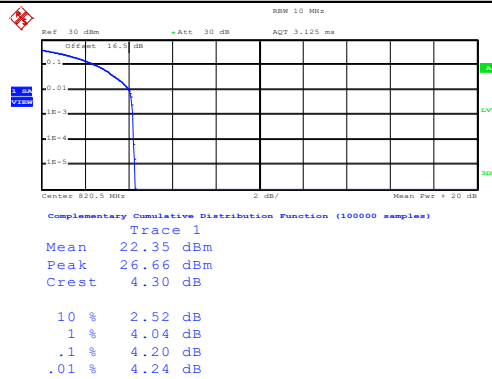 RBW 10 MHz
Ref 30 dBm * Att 30 dB AQT 3.125 ms
Offset 16.5 dB
0.1
A
1 SA
VIEW
0.01
1E-3
LVL
1E-4
1E-5
3DB
Center 820.5 MHz 2 dB/ Mean Pwr + 20 dB
Complementary Cumulative Distribution Function (100000 samples)
Trace 1
Mean 22.35 dBm
Peak 26.66 dBm
Crest 4.30 dB
10 % 2.52 dB
1 % 4.04 dB
.1 % 4.20 dB
.01 % 4.24 dB